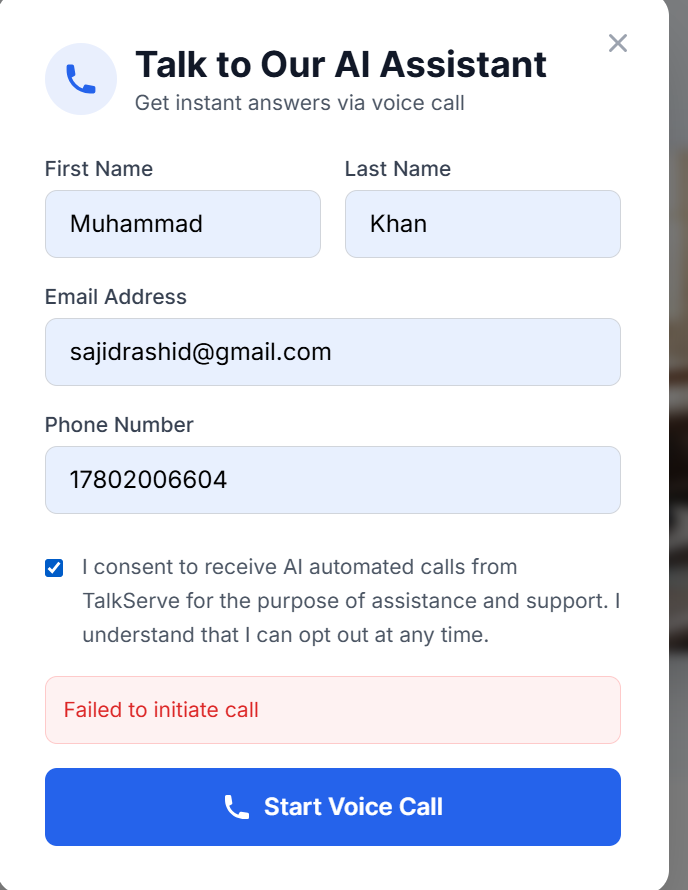 Talk to Our AI Assistant
Get instant answers via voice call
First Name
Last Name
Muhammad
Khan
Email Address
sajidrashid@gmail.com
Phone Number
17802006604
I consent to receive AI automated calls from
TalkServe for the purpose of assistance and support. I
understand that I can opt out at any time.
Failed to initiate call
Start Voice Call